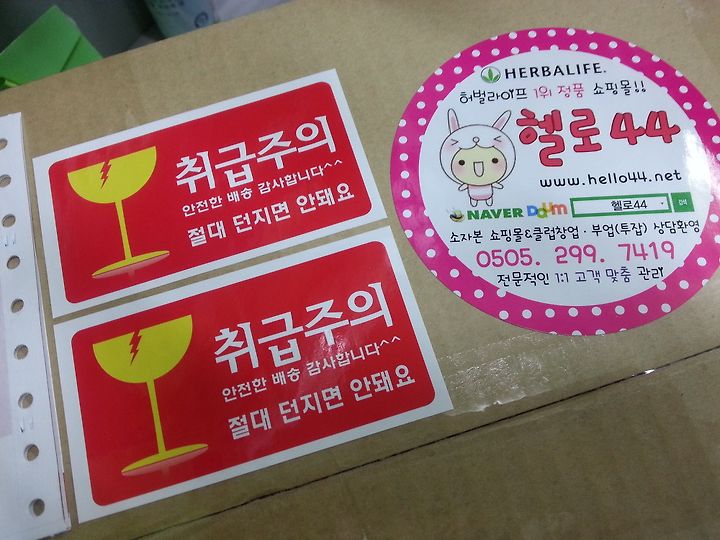 취급주의
안전한 배송 감사합니다^^
절대 던지면 안돼요
취급주의
안전한 배송 감사합니다^^
절대 던지면 안돼요
HERBALIFE.
허벌라이프 1위 정품 쇼핑몰!!
헬로44
www.hello44.net
NAVER Daum 헬로44 검색
소자본 쇼핑몰&클럽창업 · 부업(투잡) 상담환영
0505. 299. 7419
전문적인 1:1 고객 맞춤 관리